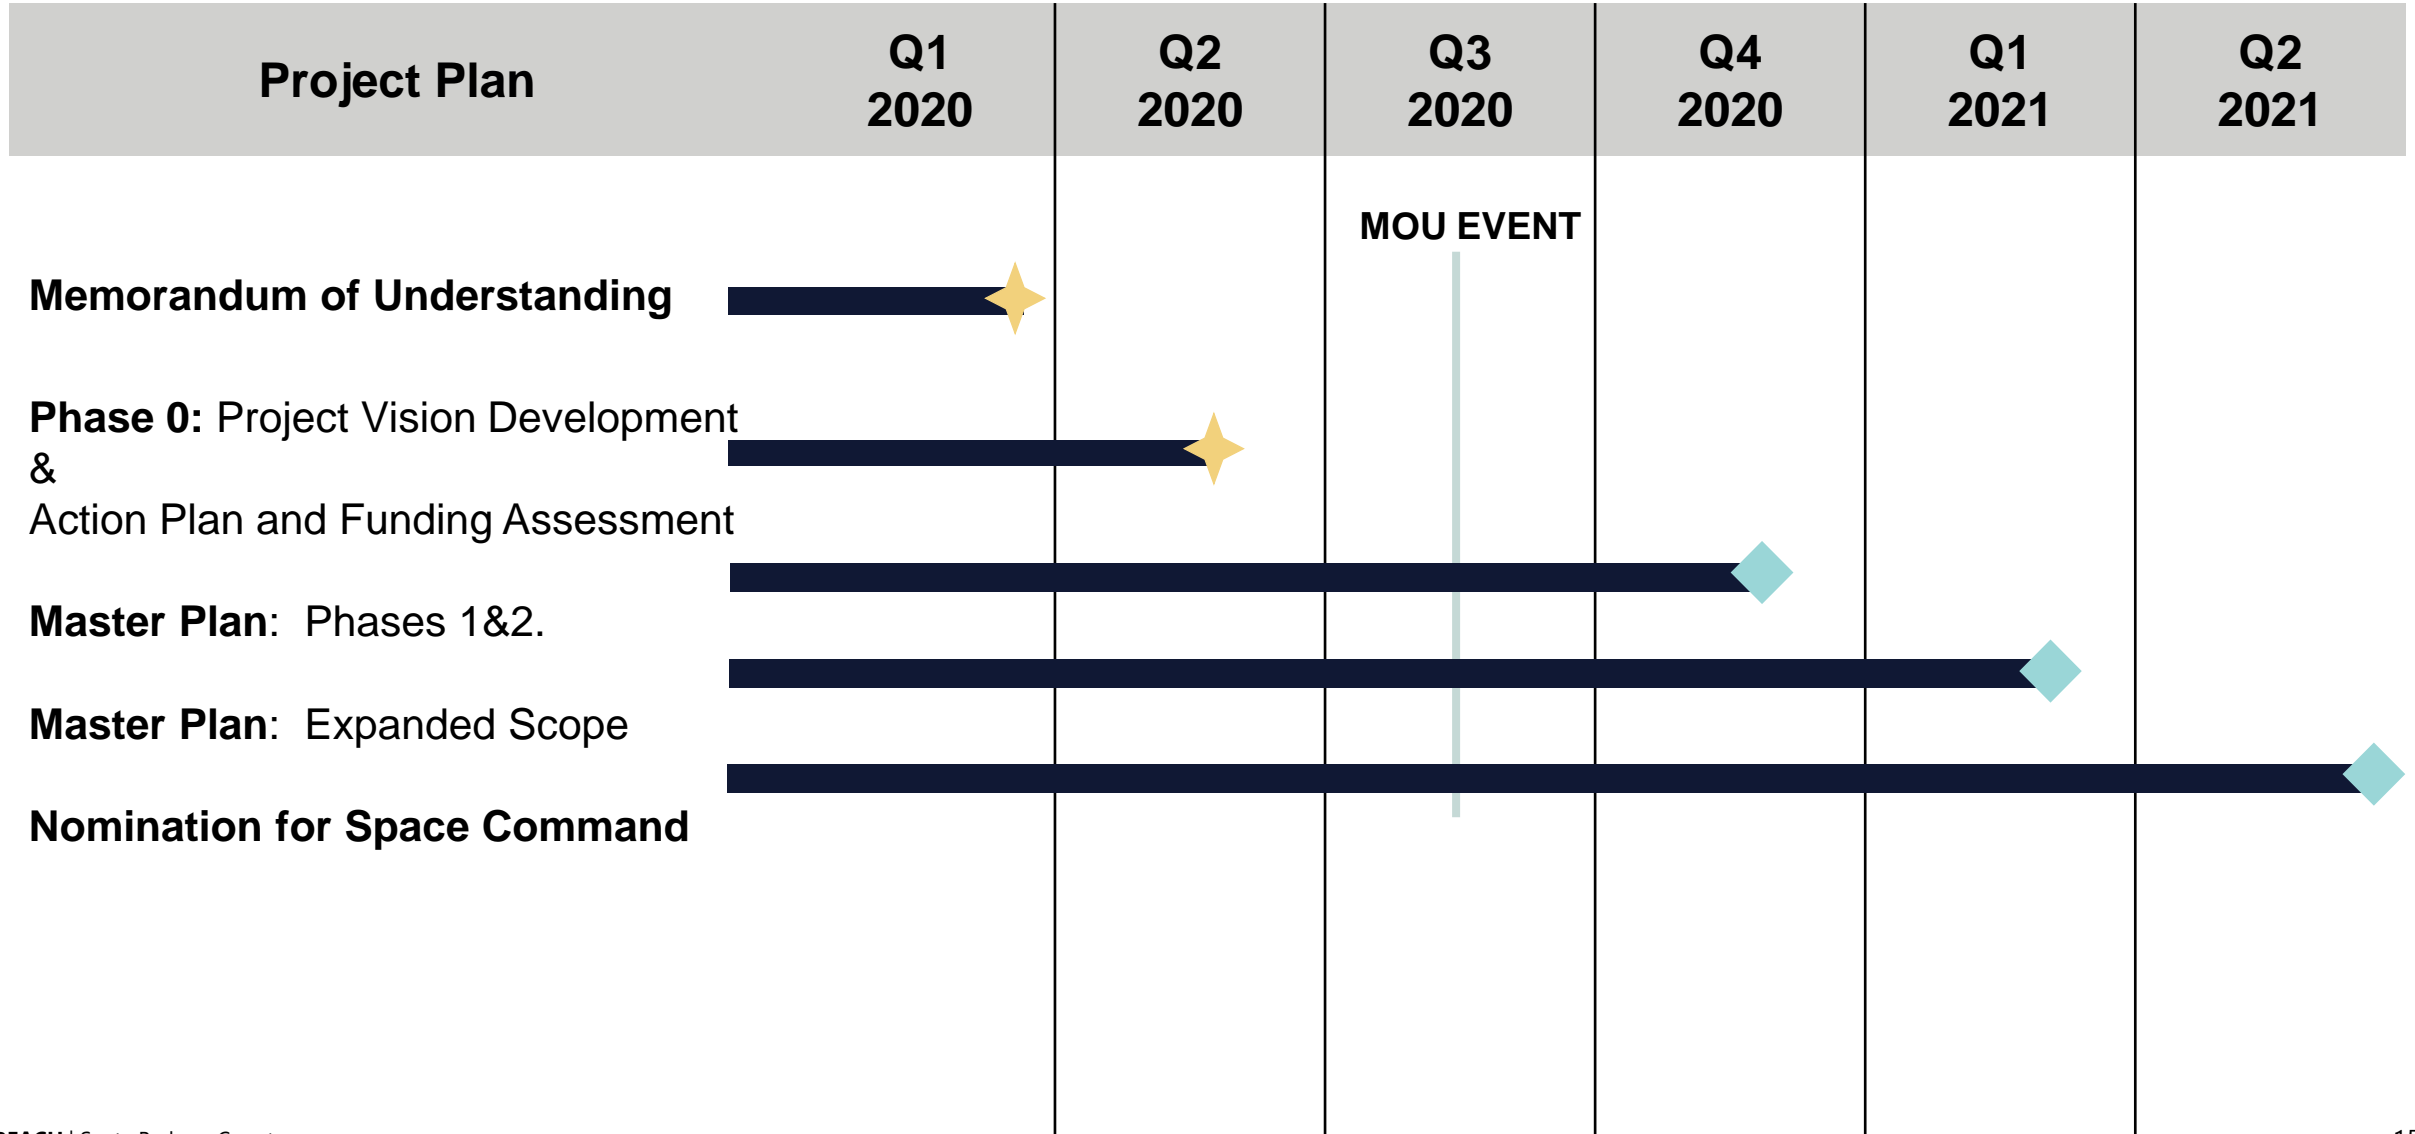 Project Plan
Q1
2020
Q2
2020
Q3
2020
Q4
2020
Q1
2021
Q2
2021
MOU EVENT
Memorandum of Understanding
Phase 0: Project Vision Development
&
Action Plan and Funding Assessment
Master Plan:  Phases 1&2.
Master Plan:  Expanded Scope
Nomination for Space Command